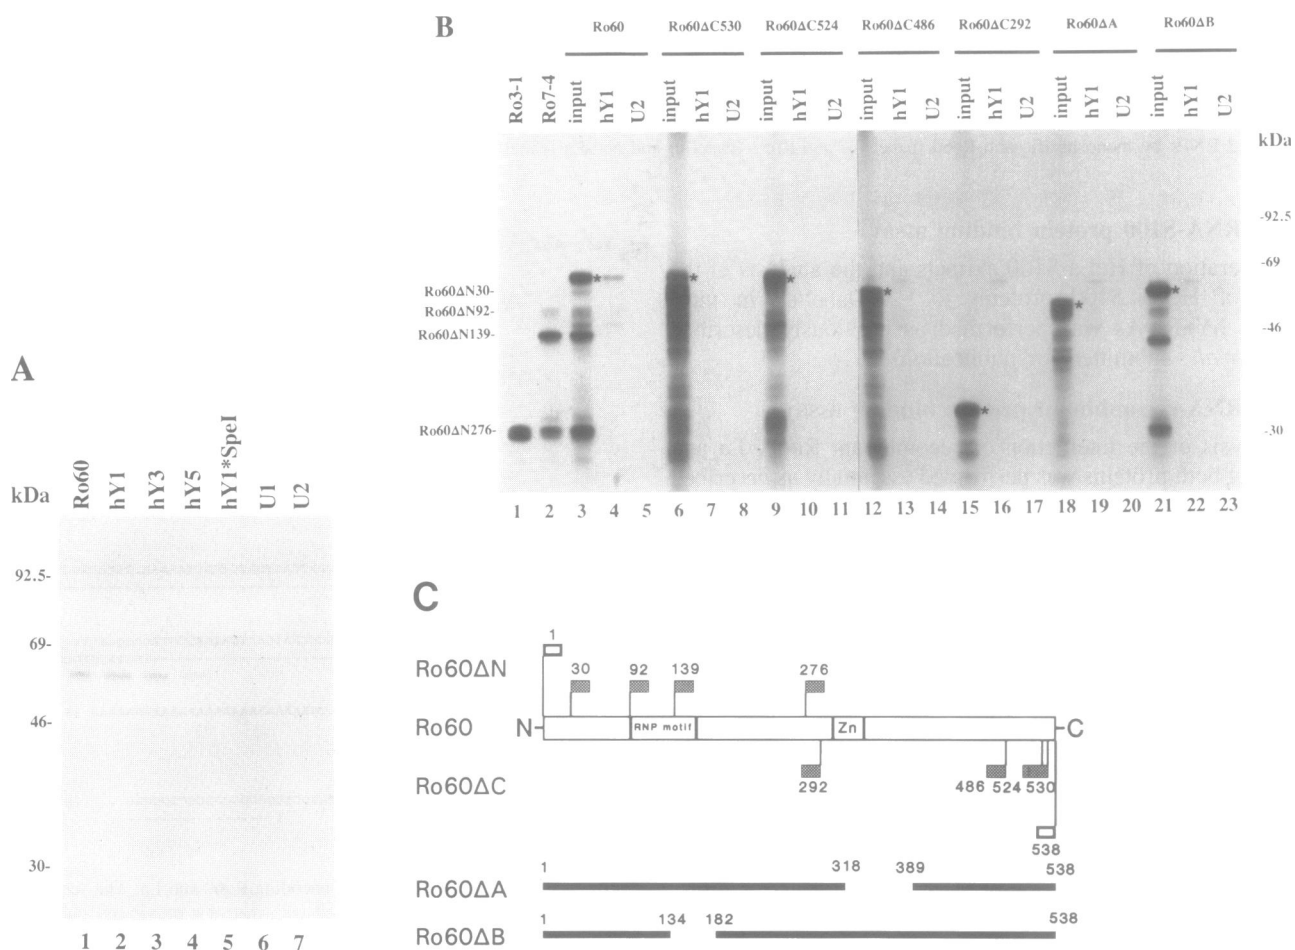 A
Ro60
hY1
hY3
hY5
hY1*SpeI
U1
U2
kDa
92.5-
69-
46-
30-
1 2 3 4 5 6 7
B
Ro60 Ro60ΔC530 Ro60ΔC524 Ro60ΔC486 Ro60ΔC292 Ro60ΔA Ro60ΔB
Ro3-1 Ro7-4 input hY1 U2 input hY1 U2 input hY1 U2 input hY1 U2 input hY1 U2 input hY1 U2 input hY1 U2
kDa
-92.5
-69
-46
-30
Ro60ΔN30-
Ro60ΔN92-
Ro60ΔN139-
Ro60ΔN276-
* * * * * * *
1 2 3 4 5 6 7 8 9 10 11 12 13 14 15 16 17 18 19 20 21 22 23
C
1
Ro60ΔN 30 92 139 276
Ro60 N- RNP motif Zn -C
Ro60ΔC 292 486 524 530
538
1 318 389 538
Ro60ΔA
1 134 182 538
Ro60ΔB